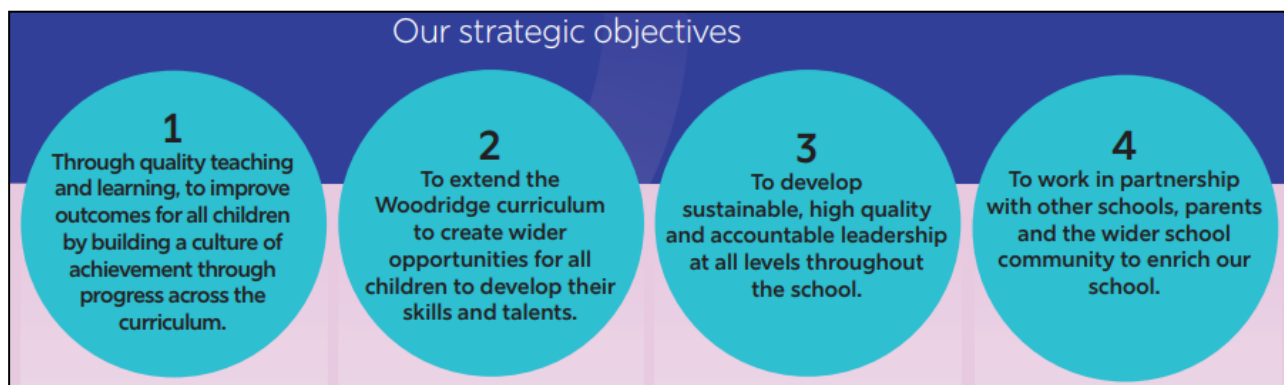 Our strategic objectives
1
Through quality teaching
and learning, to improve
outcomes for all children
by building a culture of
achievement through
progress across the
curriculum.
2
To extend the
Woodridge curriculum
to create wider
opportunities for all
children to develop their
skills and talents.
3
To develop
sustainable, high quality
and accountable leadership
at all levels throughout
the school.
4
To work in partnership
with other schools, parents
and the wider school
community to enrich our
school.